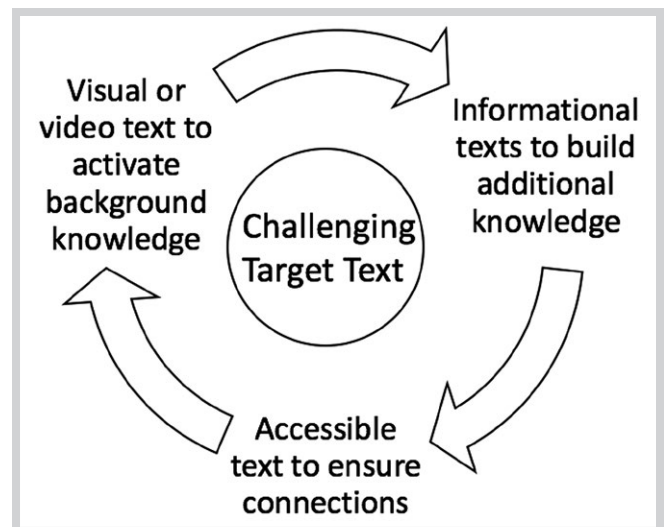 Visual or
video text to
activate
background
knowledge
Informational
texts to build
additional
knowledge
Challenging
Target Text
Accessible
text to ensure
connections